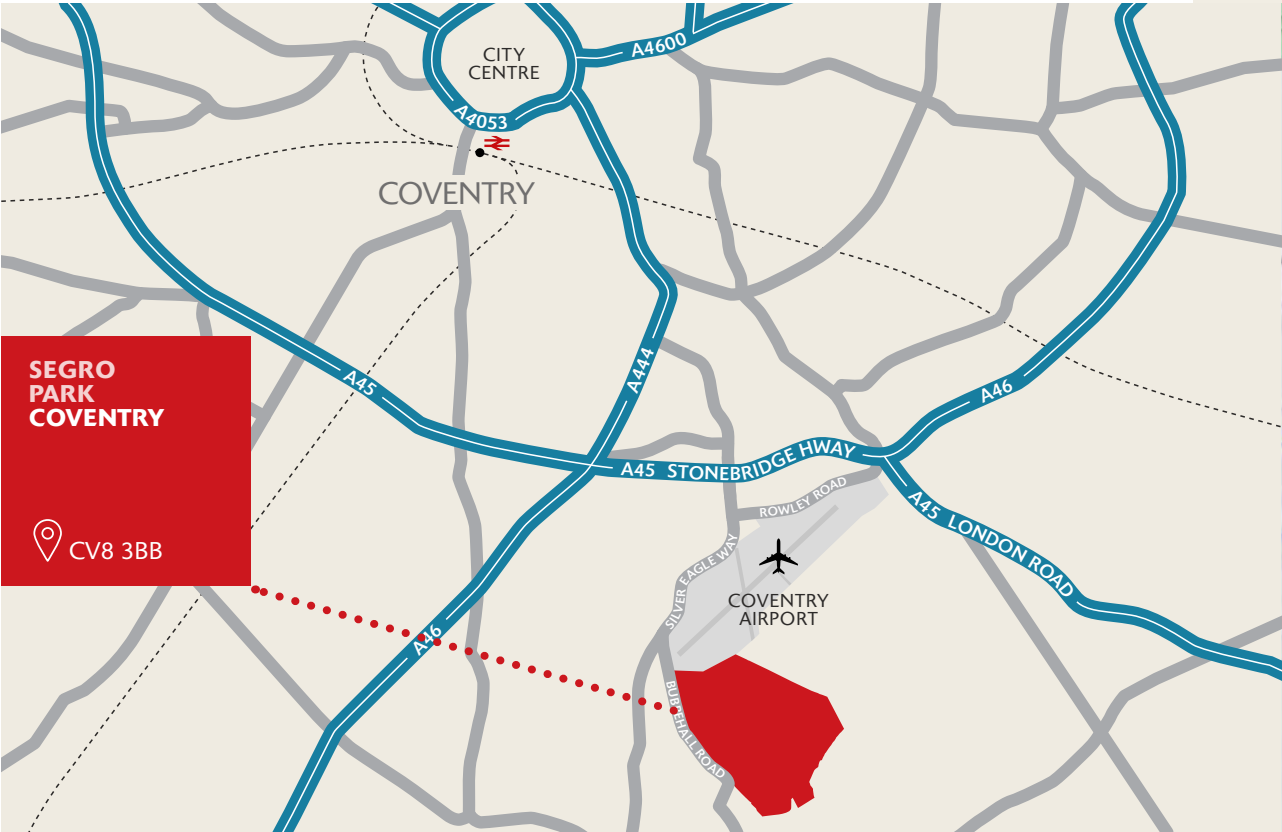 CITY
CENTRE
A4600
A4053
COVENTRY
A444
SEGRO
PARK
COVENTRY
CV8 3BB
A45
A46
A45 STONEBRIDGE HWAY
ROWLEY ROAD
A45 LONDON ROAD
SILVER EAGLE WAY
COVENTRY
AIRPORT
A46
BUBBEHALL ROAD